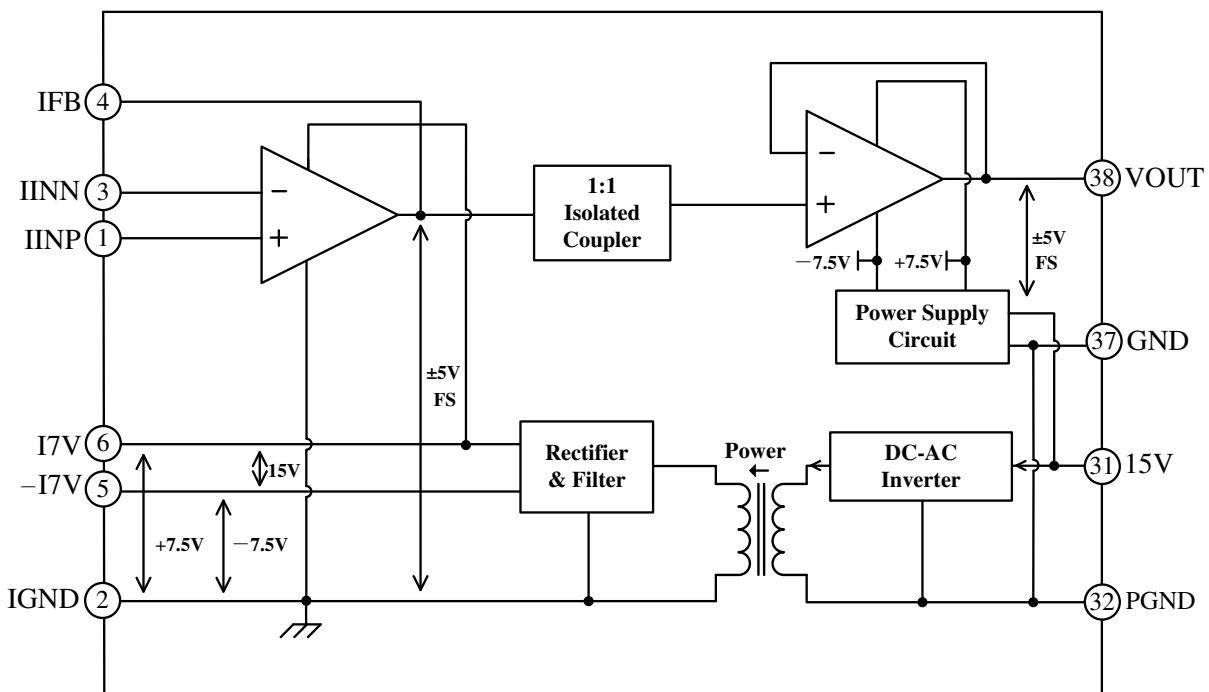 IFB 4
IINN 3
IINP 1
−
+
1:1
Isolated
Coupler
−
+
38 VOUT
±5V
FS
−7.5V
+7.5V
Power Supply
Circuit
37 GND
±5V
FS
I7V 6
−I7V 5
15V
+7.5V
−7.5V
IGND 2
Rectifier
& Filter
Power
DC-AC
Inverter
31 15V
32 PGND